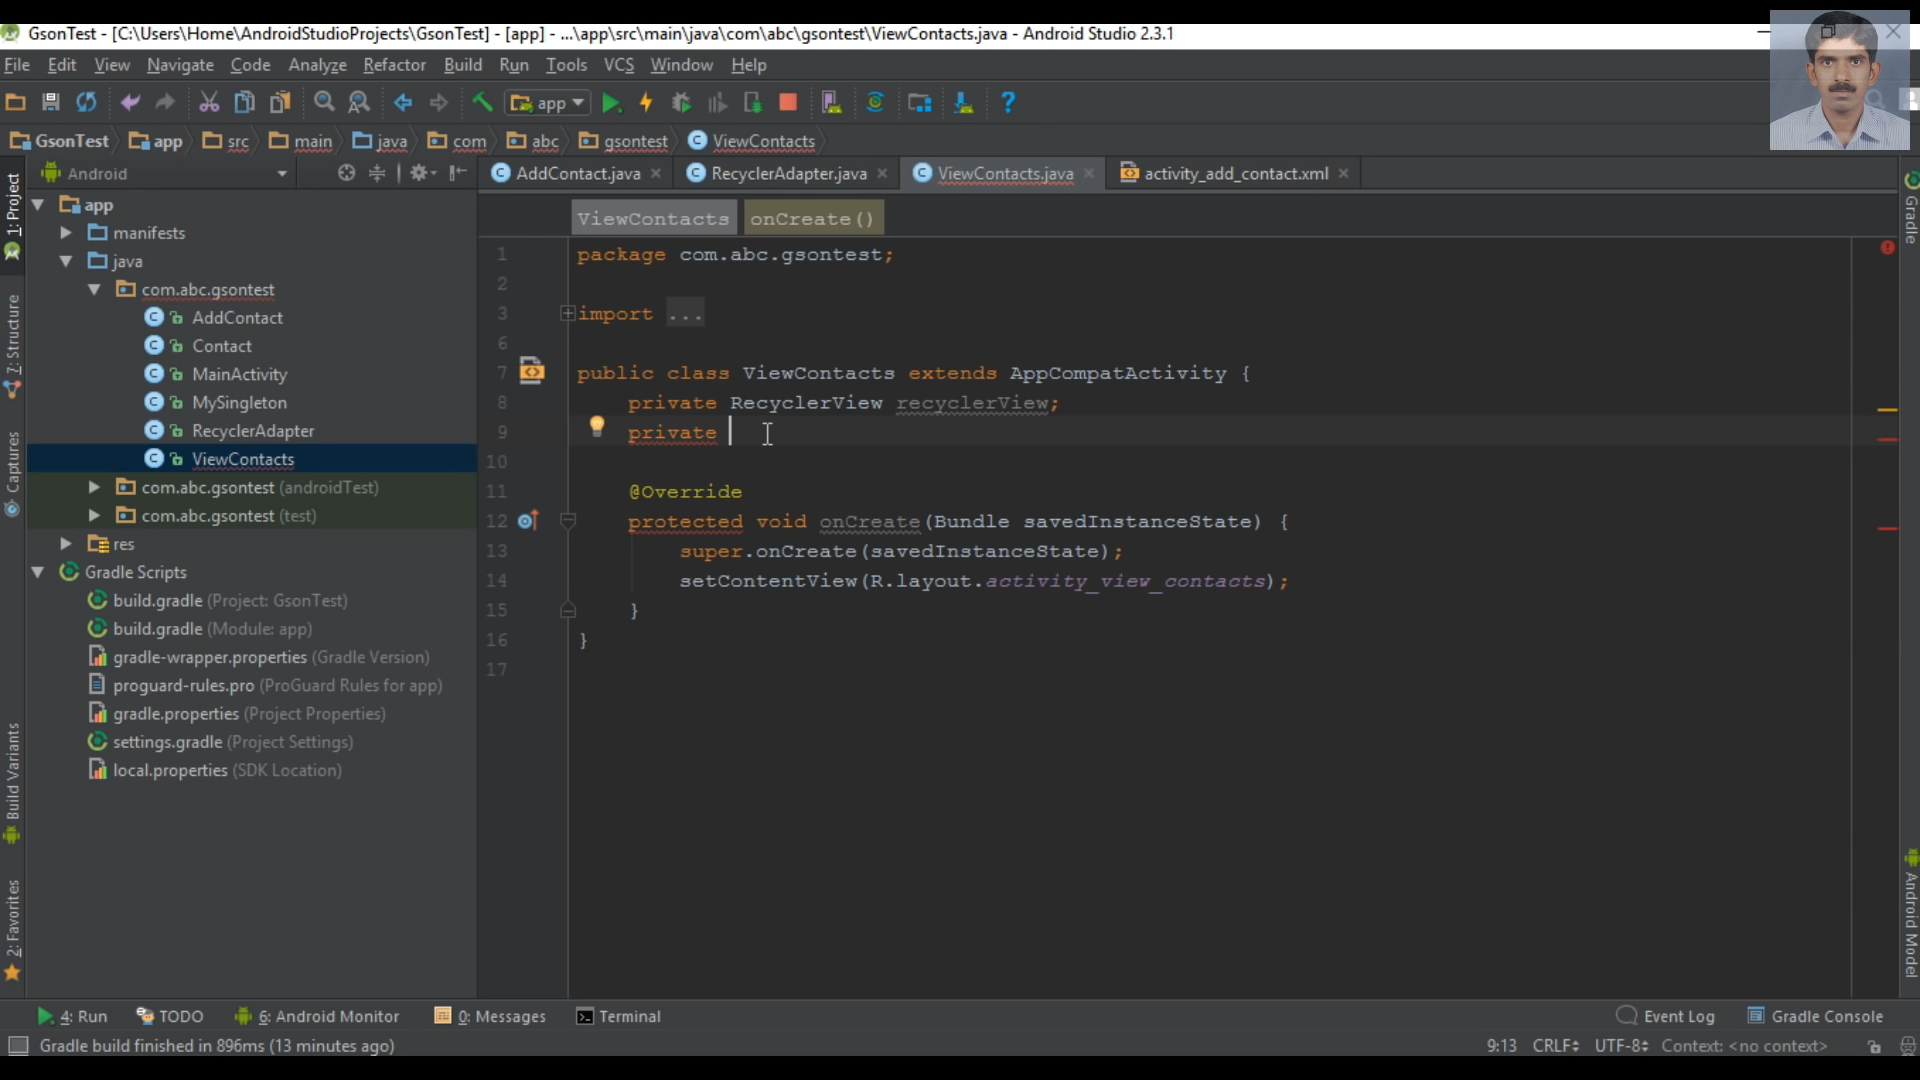 GsonTest - [C:\Users\Home\AndroidStudioProjects\GsonTest] - [app] - ...\app\src\main\java\com\abc\gsontest\ViewContacts.java - Android Studio 2.3.1
File Edit View Navigate Code Analyze Refactor Build Run Tools VCS Window Help
app
GsonTest app src main java com abc gsontest ViewContacts
Android
AddContact.java RecyclerAdapter.java ViewContacts.java activity_add_contact.xml
ViewContacts onCreate()
1: Project
7: Structure
Captures
Build Variants
2: Favorites
app
manifests
java
com.abc.gsontest
AddContact
Contact
MainActivity
MySingleton
RecyclerAdapter
ViewContacts
com.abc.gsontest (androidTest)
com.abc.gsontest (test)
res
Gradle Scripts
build.gradle (Project: GsonTest)
build.gradle (Module: app)
gradle-wrapper.properties (Gradle Version)
proguard-rules.pro (ProGuard Rules for app)
gradle.properties (Project Properties)
settings.gradle (Project Settings)
local.properties (SDK Location)
1 package com.abc.gsontest;
2
3 import ...
6
7 public class ViewContacts extends AppCompatActivity {
8 private RecyclerView recyclerView;
9 private
10
11 @Override
12 protected void onCreate(Bundle savedInstanceState) {
13 super.onCreate(savedInstanceState);
14 setContentView(R.layout.activity_view_contacts);
15 }
16 }
17
Gradle
Android Model
4: Run TODO 6: Android Monitor 0: Messages Terminal Event Log Gradle Console
Gradle build finished in 896ms (13 minutes ago) 9:13 CRLF UTF-8 Context: <no context>